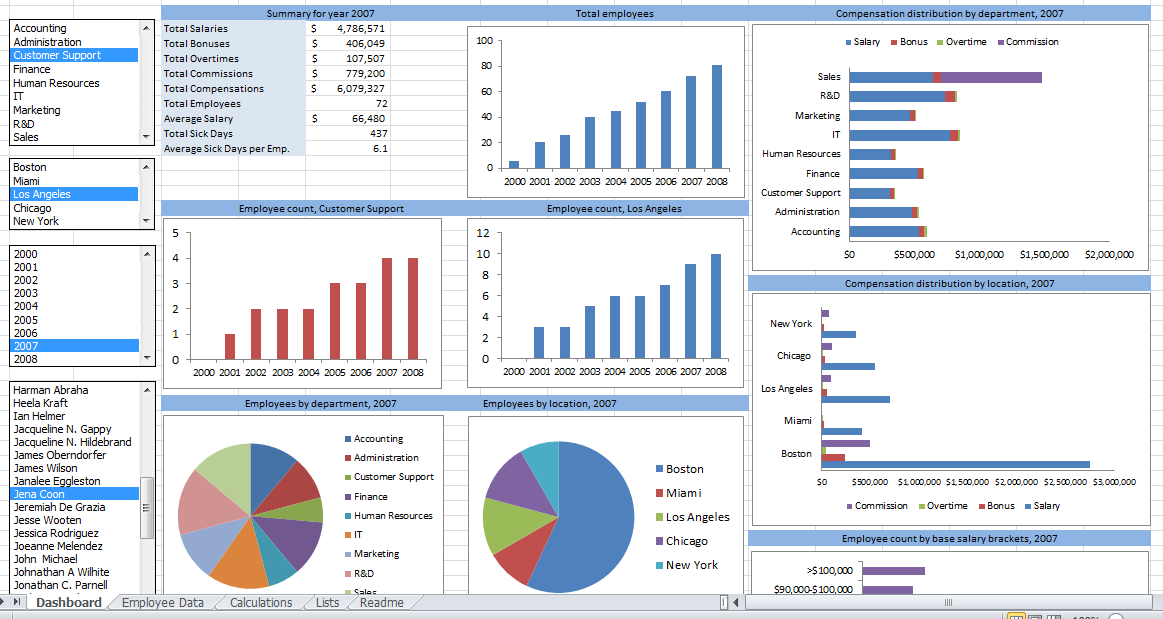 Accounting
Administration
Customer Support
Finance
Human Resources
IT
Marketing
R&D
Sales
Boston
Miami
Los Angeles
Chicago
New York
2000
2001
2002
2003
2004
2005
2006
2007
2008
Harman Abraha
Heela Kraft
Ian Helmer
Jacqueline N. Gappy
Jacqueline N. Hildebrand
James Oberndorfer
James Wilson
Janalee Eggleston
Jena Coon
Jeremiah De Grazia
Jesse Wooten
Jessica Rodriguez
Joeanne Melendez
John Michael
Johnathan A Wilhite
Jonathan C. Parnell
Summary for year 2007
Total Salaries $ 4,786,571
Total Bonuses $ 406,049
Total Overtimes $ 107,507
Total Commissions $ 779,200
Total Compensations $ 6,079,327
Total Employees 72
Average Salary $ 66,480
Total Sick Days 437
Average Sick Days per Emp. 6.1
Total employees
100
80
60
40
20
0
2000 2001 2002 2003 2004 2005 2006 2007 2008
Compensation distribution by department, 2007
Salary Bonus Overtime Commission
Sales
R&D
Marketing
IT
Human Resources
Finance
Customer Support
Administration
Accounting
$0 $500,000 $1,000,000 $1,500,000 $2,000,000
Employee count, Customer Support
5
4
3
2
1
0
2000 2001 2002 2003 2004 2005 2006 2007 2008
Employee count, Los Angeles
12
10
8
6
4
2
0
2000 2001 2002 2003 2004 2005 2006 2007 2008
Compensation distribution by location, 2007
New York
Chicago
Los Angeles
Miami
Boston
$0 $500,000 $1,000,000 $1,500,000 $2,000,000 $2,500,000 $3,000,000
Commission Overtime Bonus Salary
Employees by department, 2007
Accounting
Administration
Customer Support
Finance
Human Resources
IT
Marketing
R&D
Sales
Employees by location, 2007
Boston
Miami
Los Angeles
Chicago
New York
Employee count by base salary brackets, 2007
>$100,000
$90,000-$100,000
Dashboard Employee Data Calculations Lists Readme
100%